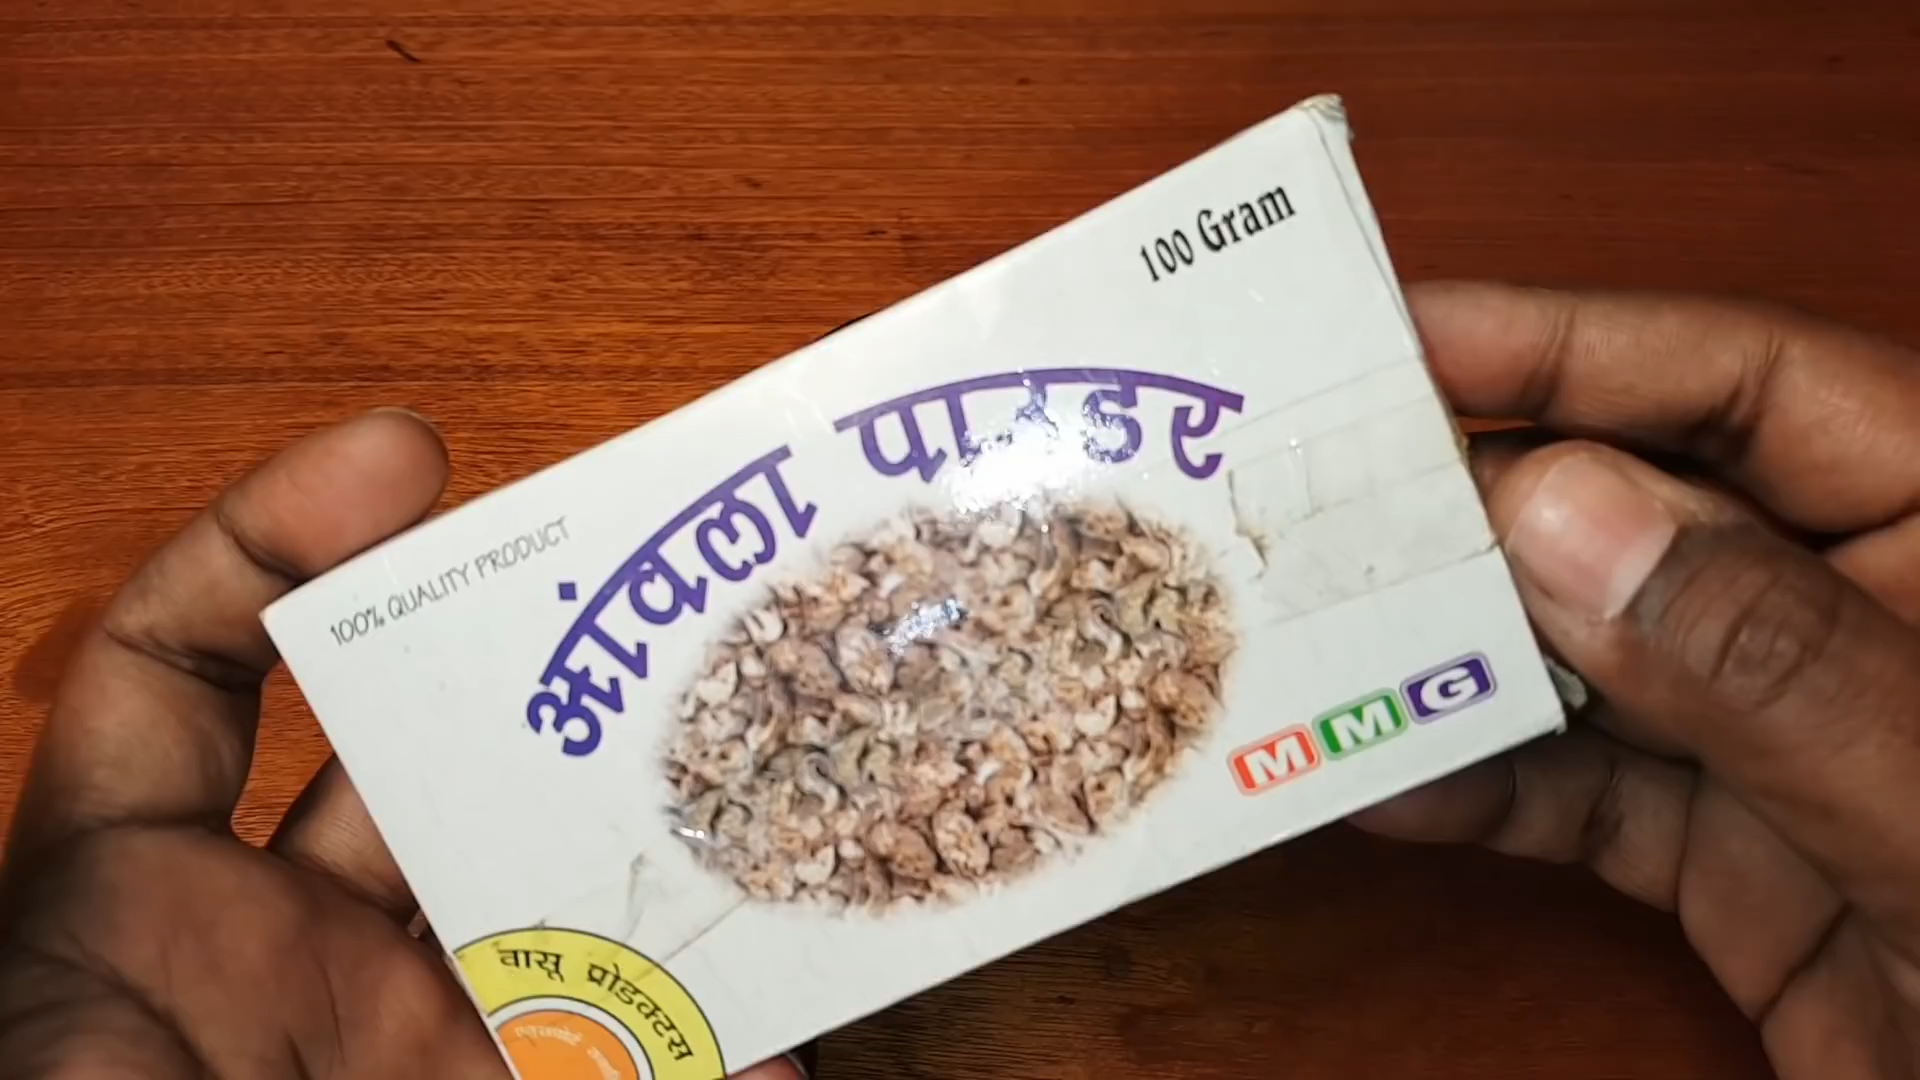 100 Gram
100% QUALITY PRODUCT
आंवला पाउडर
MMG
वासू प्रोडक्टस